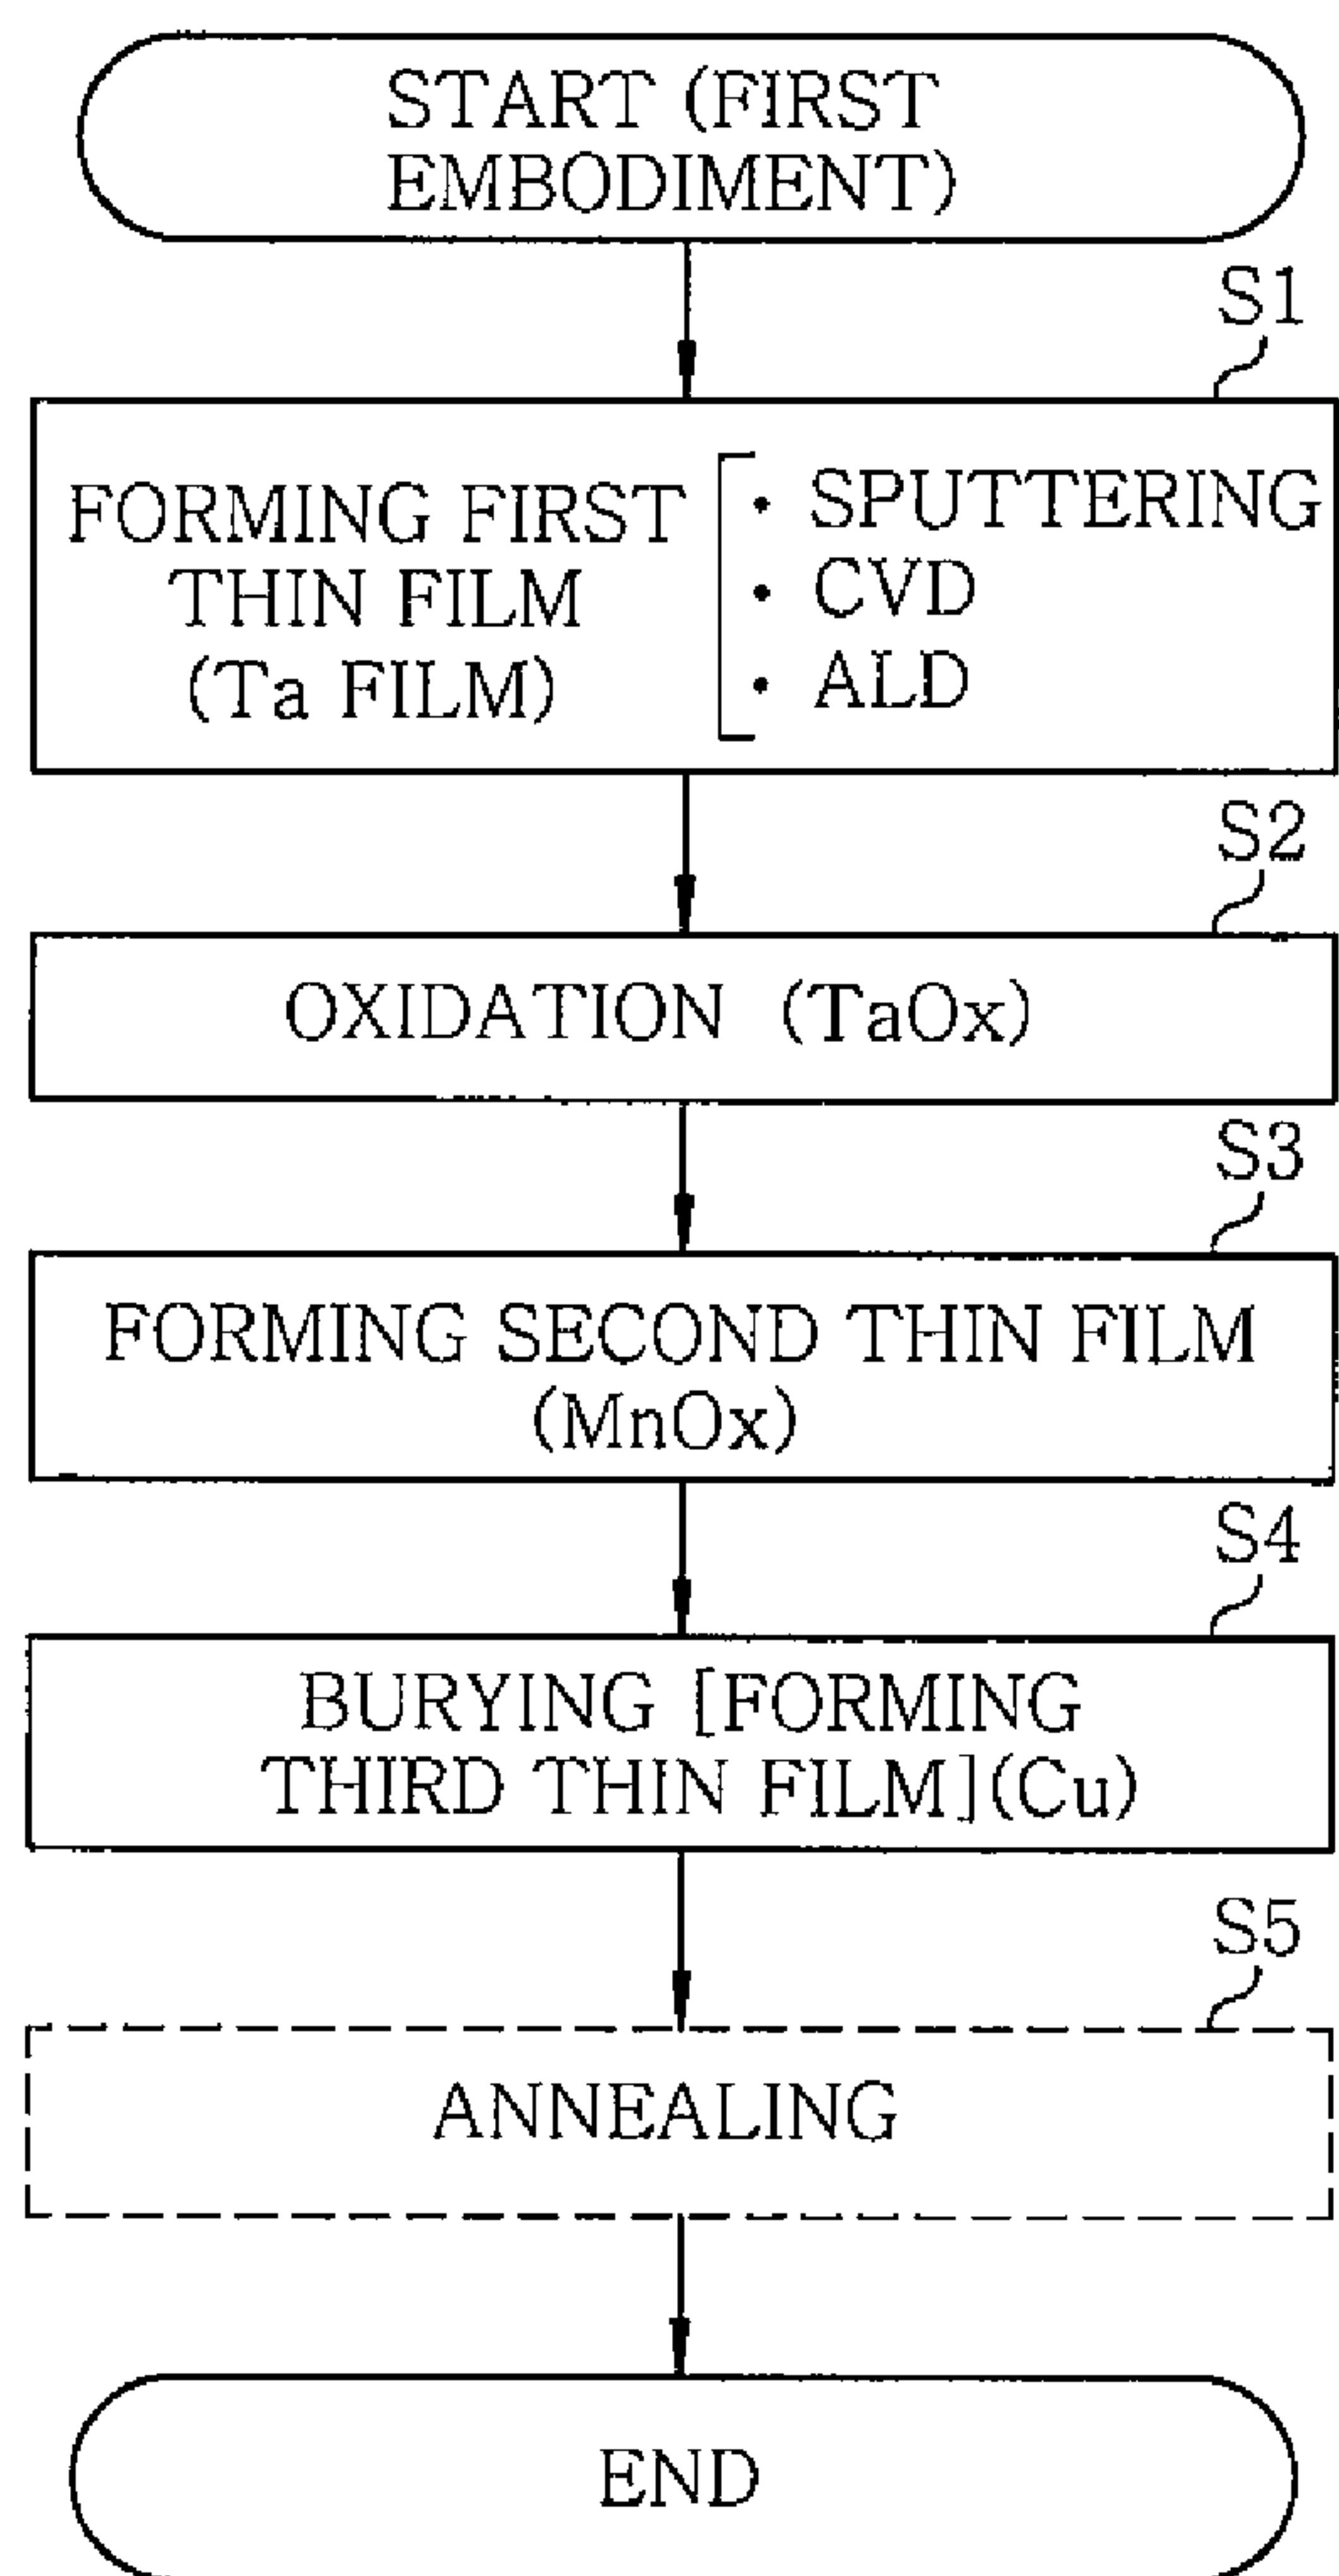 START (FIRST
EMBODIMENT)
S1
FORMING FIRST
THIN FILM
(Ta FILM)
• SPUTTERING
• CVD
• ALD
S2
OXIDATION (TaOx)
S3
FORMING SECOND THIN FILM
(MnOx)
S4
BURYING [FORMING
THIRD THIN FILM](Cu)
S5
ANNEALING
END